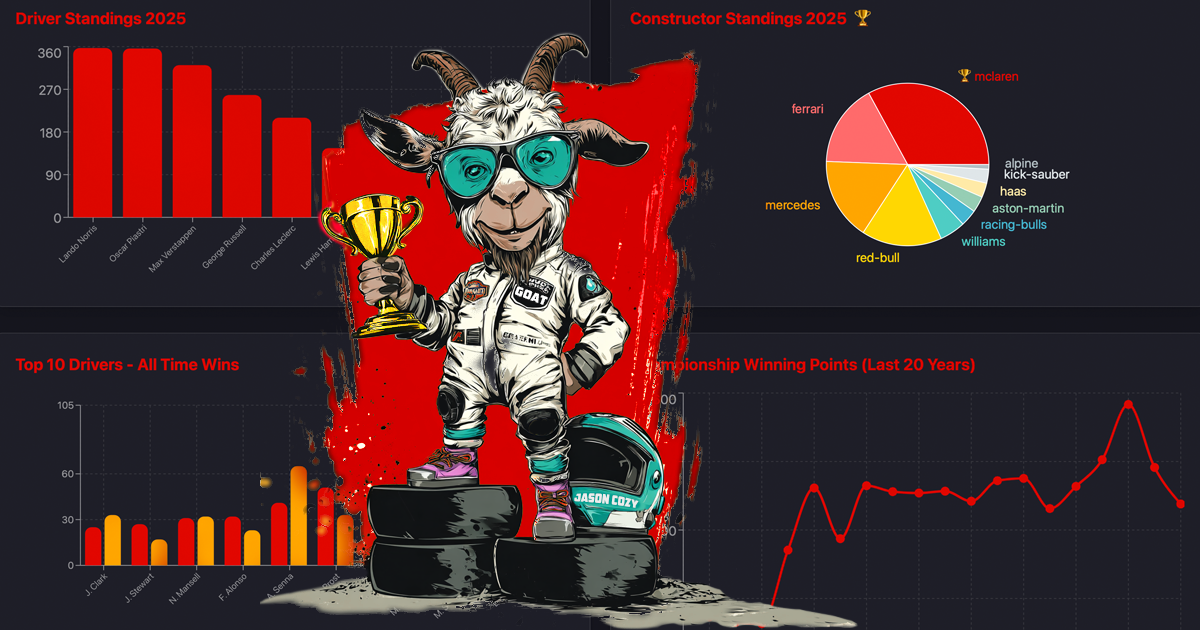 Driver Standings 2025
360
270
180
90
0
Lando Norris
Oscar Piastri
Max Verstappen
George Russell
Charles Leclerc
Lewis Ham
Constructor Standings 2025 🏆
🏆 mclaren
ferrari
mercedes
red-bull
williams
racing-bulls
aston-martin
haas
kick-sauber
alpine
GOAT
JASON COZY
Top 10 Drivers - All Time Wins
105
60
30
0
J. Clark
J. Stewart
N. Mansell
F. Alonso
A. Senna
rost
M.
M.
mpionship Winning Points (Last 20 Years)
00
00